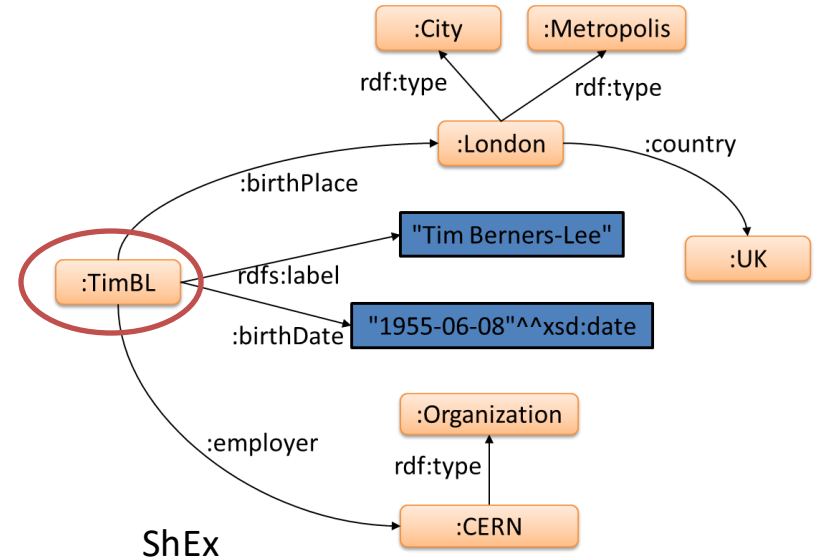 :City
:Metropolis
rdf:type
rdf:type
:London
:country
:birthPlace
"Tim Berners-Lee"
:UK
:TimBL
rdfs:label
"1955-06-08"^^xsd:date
:birthDate
:Organization
:employer
rdf:type
:CERN
ShEx